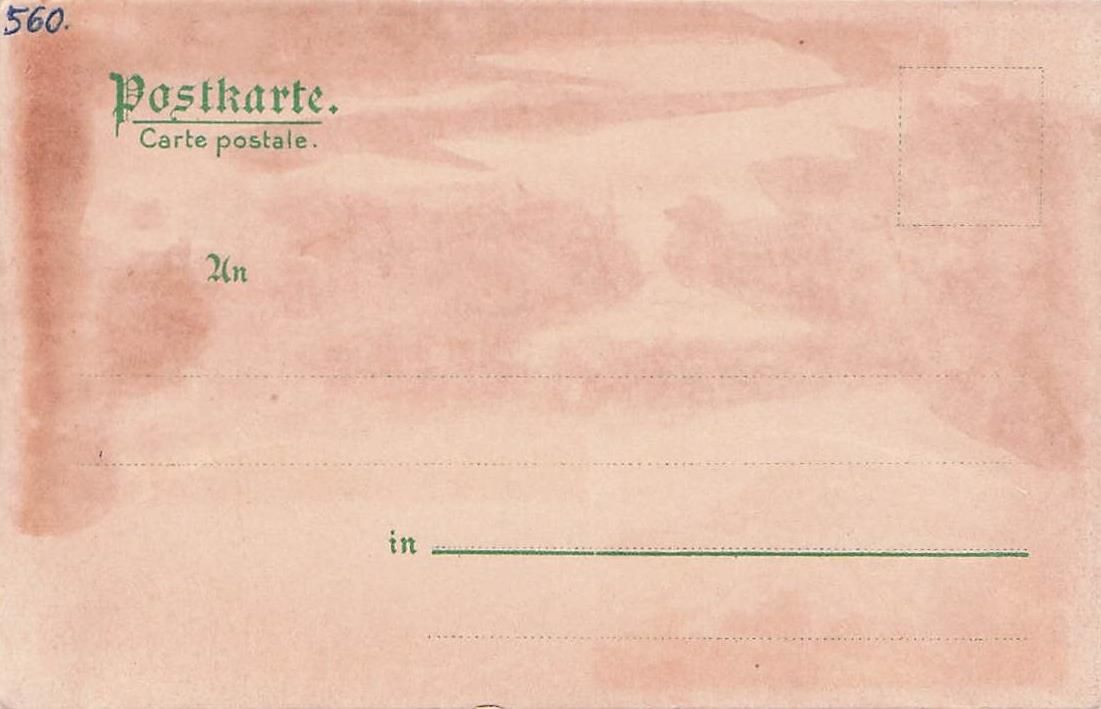 560.
Postkarte.
Carte postale.
An
in